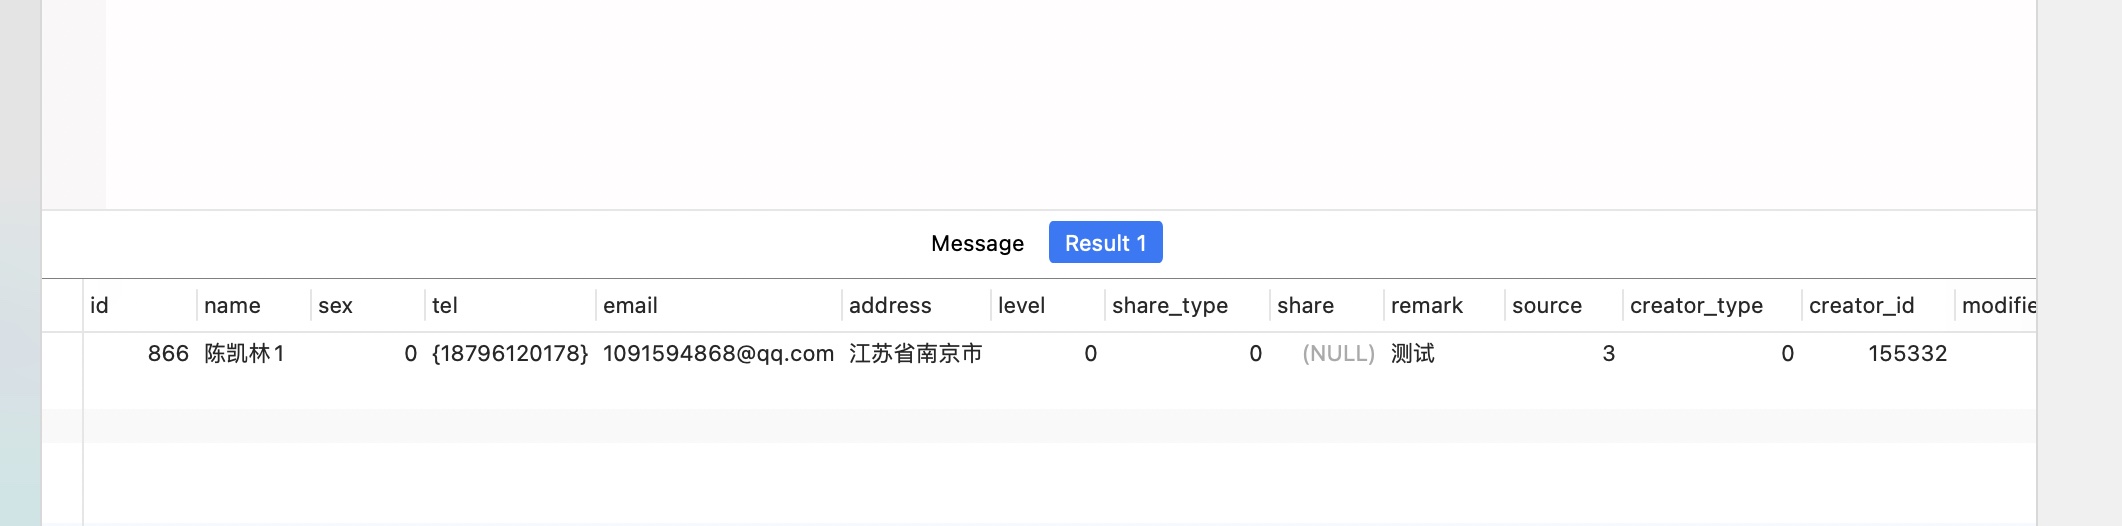 Message Result 1
id name sex tel email address level share_type share remark source creator_type creator_id modifie
866 陈凯林1 0 {18796120178} 1091594868@qq.com 江苏省南京市 0 0 (NULL) 测试 3 0 155332